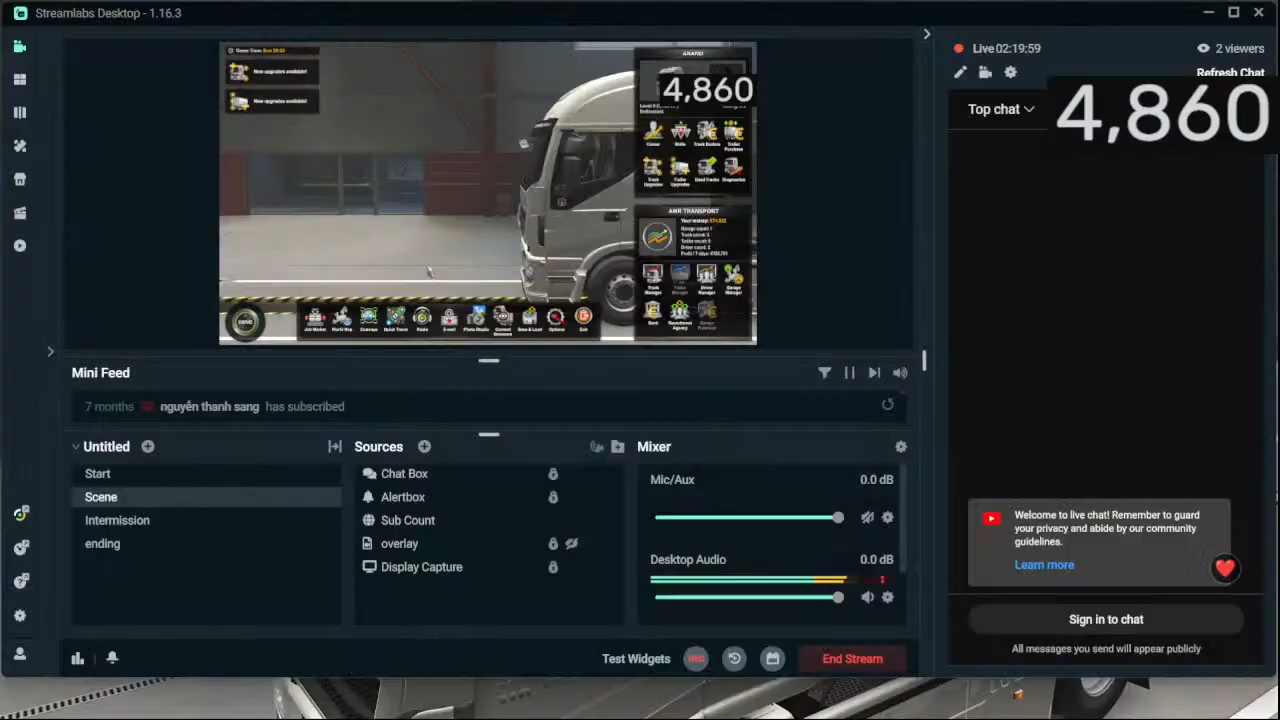 Streamlabs Desktop - 1.16.3
New upgrades available!
New upgrades available!
4,860
AMR TRANSPORT
Live 02:19:59
2 viewers
Refresh Chat
Top chat
4,860
Mini Feed
7 months nguyễn thanh sang has subscribed
Untitled
Start
Scene
Intermission
ending
Sources
Chat Box
Alertbox
Sub Count
overlay
Display Capture
Mixer
Mic/Aux 0.0 dB
Desktop Audio 0.0 dB
Welcome to live chat! Remember to guard
your privacy and abide by our community
guidelines.
Learn more
Sign in to chat
All messages you send will appear publicly
Test Widgets
REC
End Stream